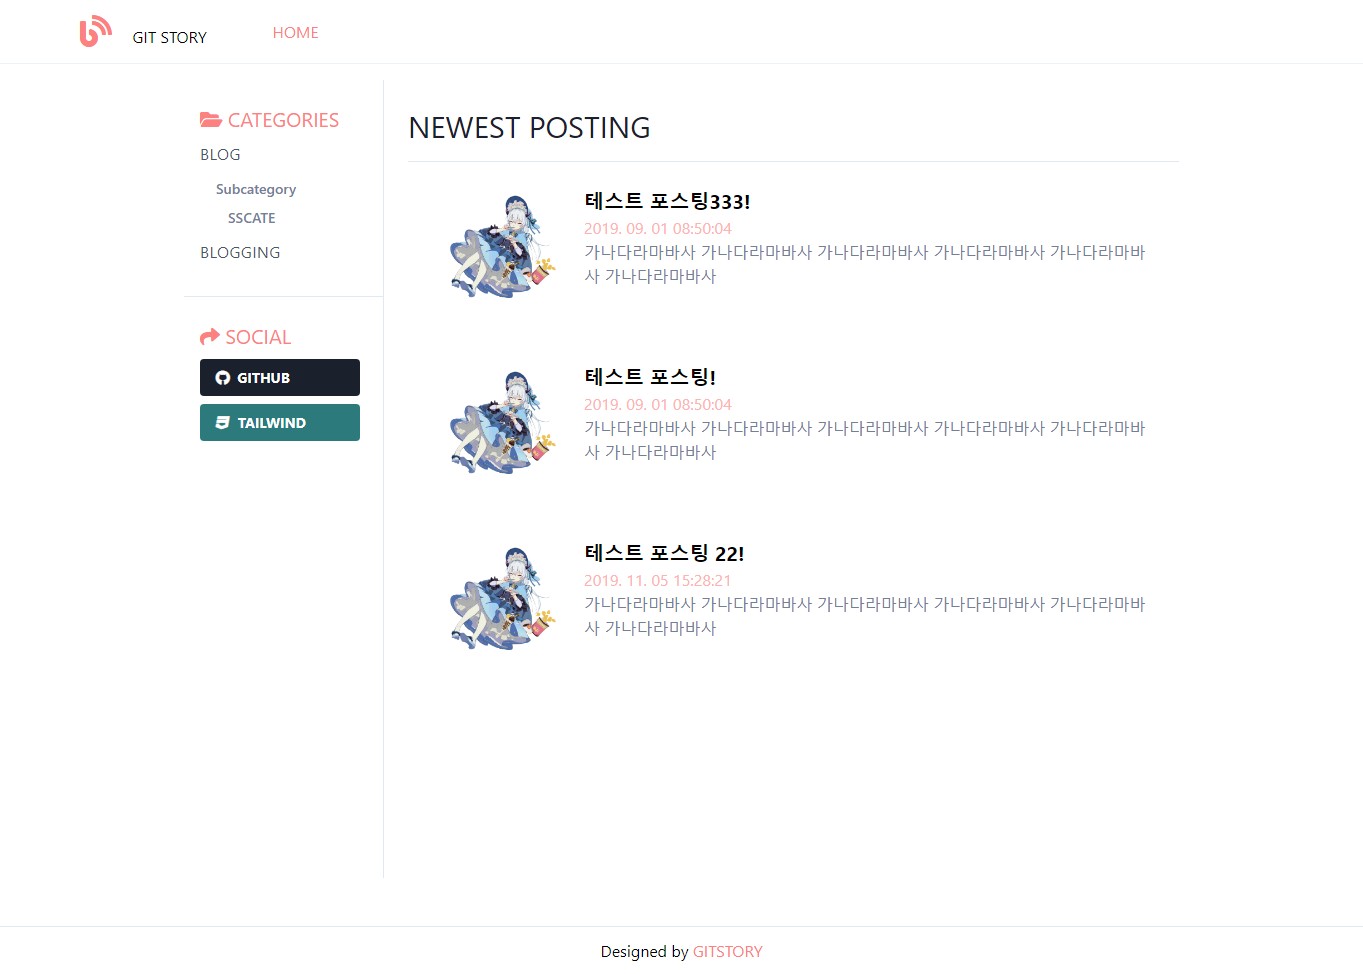 GIT STORY
HOME
CATEGORIES
BLOG
Subcategory
SSCATE
BLOGGING
SOCIAL
GITHUB
TAILWIND
NEWEST POSTING
테스트 포스팅333!
2019. 09. 01 08:50:04
가나다라마바사 가나다라마바사 가나다라마바사 가나다라마바사 가나다라마바
사 가나다라마바사
테스트 포스팅!
2019. 09. 01 08:50:04
가나다라마바사 가나다라마바사 가나다라마바사 가나다라마바사 가나다라마바
사 가나다라마바사
테스트 포스팅 22!
2019. 11. 05 15:28:21
가나다라마바사 가나다라마바사 가나다라마바사 가나다라마바사 가나다라마바
사 가나다라마바사
Designed by GITSTORY